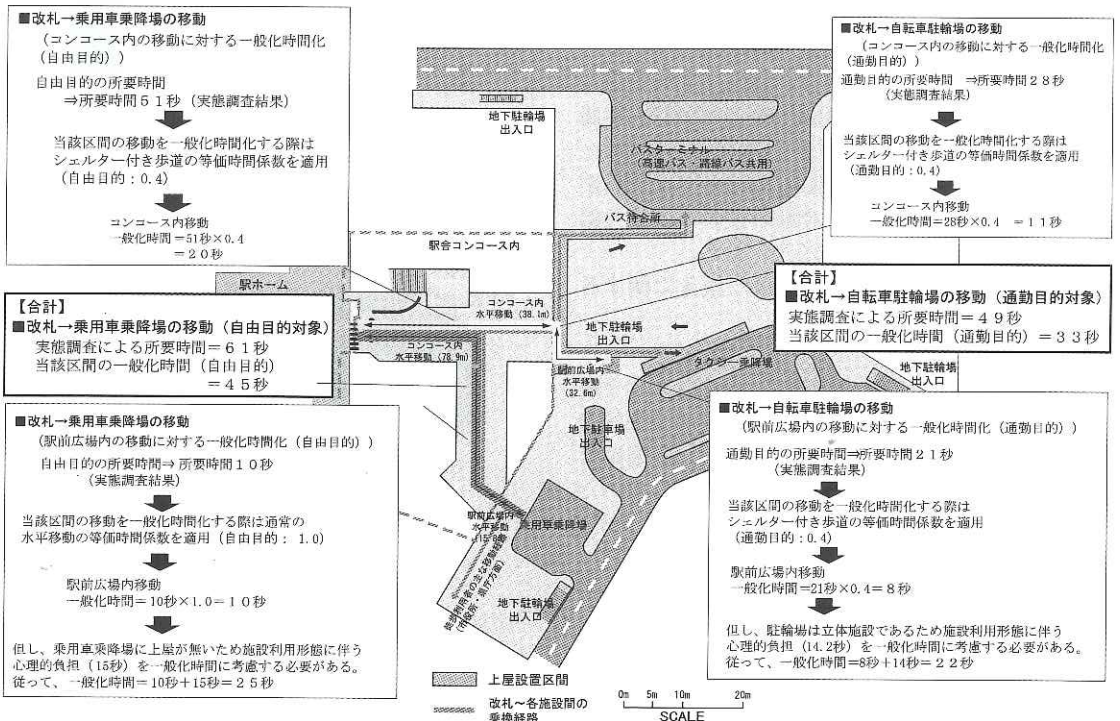 ■改札→乗用車乗降場の移動
(コンコース内の移動に対する一般化時間化
(自由目的))
自由目的の所要時間
⇒所要時間51秒(実態調査結果)
当該区間の移動を一般化時間化する際は
シェルター付き歩道の等価時間係数を適用
(自由目的:0.4)
コンコース内移動
一般化時間=51秒×0.4
=20秒
■改札→自転車駐輪場の移動
(コンコース内の移動に対する一般化時間化
(通勤目的))
通勤目的の所要時間 ⇒所要時間28秒
(実態調査結果)
当該区間の移動を一般化時間化する際は
シェルター付き歩道の等価時間係数を適用
(通勤目的:0.4)
コンコース内移動
一般化時間=28秒×0.4 =11秒
地下駐輪場
出入口
バスターミナル
(高速バス・路線バス共用)
バス待合所
駅舎コンコース内
駅ホーム
コンコース内
水平移動(38.1m)
地下駐輪場
出入口
コンコース内
水平移動(78.9m)
駅前広場内
水平移動
(32.6m)
タクシー乗降場
地下駐輪場
出入口
【合計】
■改札→乗用車乗降場の移動(自由目的対象)
実態調査による所要時間=61秒
当該区間の一般化時間(自由目的)
=45秒
【合計】
■改札→自転車駐輪場の移動(通勤目的対象)
実態調査による所要時間=49秒
当該区間の一般化時間(通勤目的)=33秒
地下駐車場
出入口
■改札→乗用車乗降場の移動
(駅前広場内の移動に対する一般化時間化(自由目的))
自由目的の所要時間⇒ 所要時間10秒
(実態調査結果)
当該区間の移動を一般化時間化する際は通常の
水平移動の等価時間係数を適用(自由目的: 1.0)
駅前広場内移動
一般化時間=10秒×1.0=10秒
但し、乗用車乗降場に上屋が無いため施設利用形態に伴う
心理的負担(15秒)を一般化時間に考慮する必要がある。
従って、一般化時間=10秒+15秒=25秒
駅前広場内
水平移動
乗用車乗降場
徒歩利用者の主な移動経路
(市役所・県庁方面)
地下駐輪場
出入口
■改札→自転車駐輪場の移動
(駅前広場内の移動に対する一般化時間化(通勤目的))
通勤目的の所要時間⇒所要時間21秒
(実態調査結果)
当該区間の移動を一般化時間化する際は
シェルター付き歩道の等価時間係数を適用
(通勤目的:0.4)
駅前広場内移動
一般化時間=21秒×0.4=8秒
但し、駐輪場は立体施設であるため施設利用形態に伴う
心理的負担(14.2秒)を一般化時間に考慮する必要がある。
従って、一般化時間=8秒+14秒=22秒
上屋設置区間
改札~各施設間の
乗換経路
0m 5m 10m 20m
SCALE